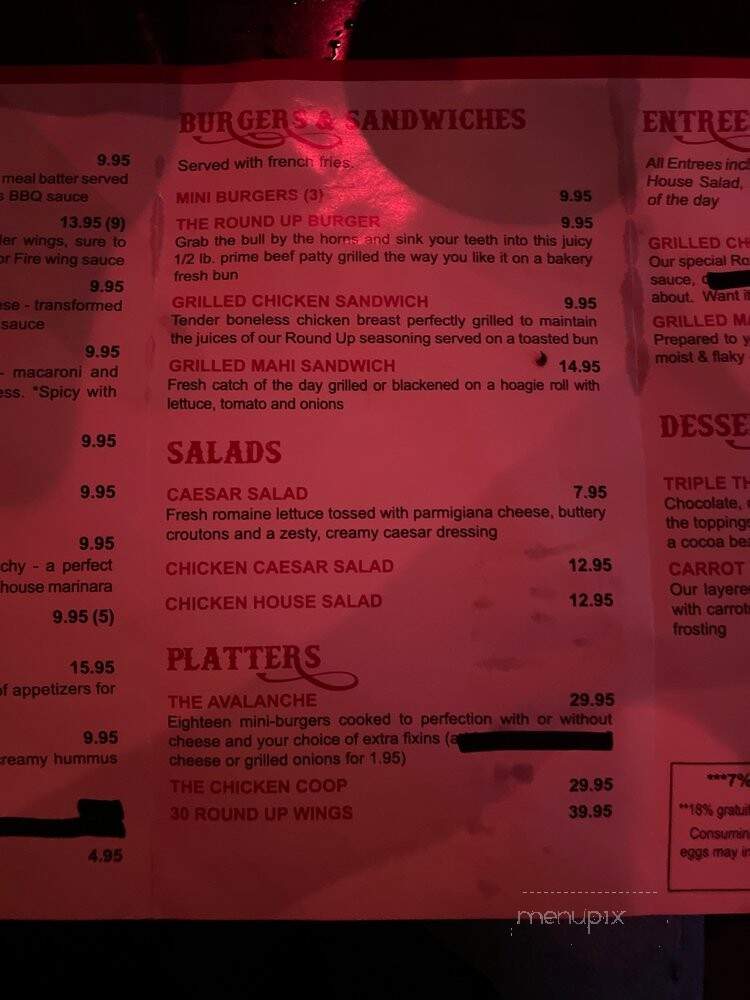 9.95
meal batter served
s BBQ sauce
13.95 (9)
wings, sure to
or Fire wing sauce
9.95
- transformed
sauce
9.95
- macaroni and
*Spicy with
9.95
9.95
9.95
- a perfect
house marinara
9.95 (5)
15.95
of appetizers for
9.95
creamy hummus
4.95
BURGERS & SANDWICHES
Served with french fries.
MINI BURGERS (3) 9.95
THE ROUND UP BURGER 9.95
Grab the bull by the horns and sink your teeth into this juicy
1/2 lb. prime beef patty grilled the way you like it on a bakery
fresh bun
GRILLED CHICKEN SANDWICH 9.95
Tender boneless chicken breast perfectly grilled to maintain
the juices of our Round Up seasoning served on a toasted bun
GRILLED MAHI SANDWICH 14.95
Fresh catch of the day grilled or blackened on a hoagie roll with
lettuce, tomato and onions
SALADS
CAESAR SALAD 7.95
Fresh romaine lettuce tossed with parmigiana cheese, buttery
croutons and a zesty, creamy caesar dressing
CHICKEN CAESAR SALAD 12.95
CHICKEN HOUSE SALAD 12.95
PLATTERS
THE AVALANCHE 29.95
Eighteen mini-burgers cooked to perfection with or without
cheese and your choice of extra fixins (a
cheese or grilled onions for 1.95)
THE CHICKEN COOP 29.95
30 ROUND UP WINGS 39.95
ENTREE
All Entrees incl
House Salad,
of the day
GRILLED CH
Our special Ro
sauce,
about. Want i
GRILLED MA
Prepared to y
moist & flaky
DESSE
TRIPLE TH
Chocolate,
the toppings
a cocoa be
CARROT
Our layere
with carrots
frosting
***7%
**18% gratui
Consumin
eggs may in
menupix